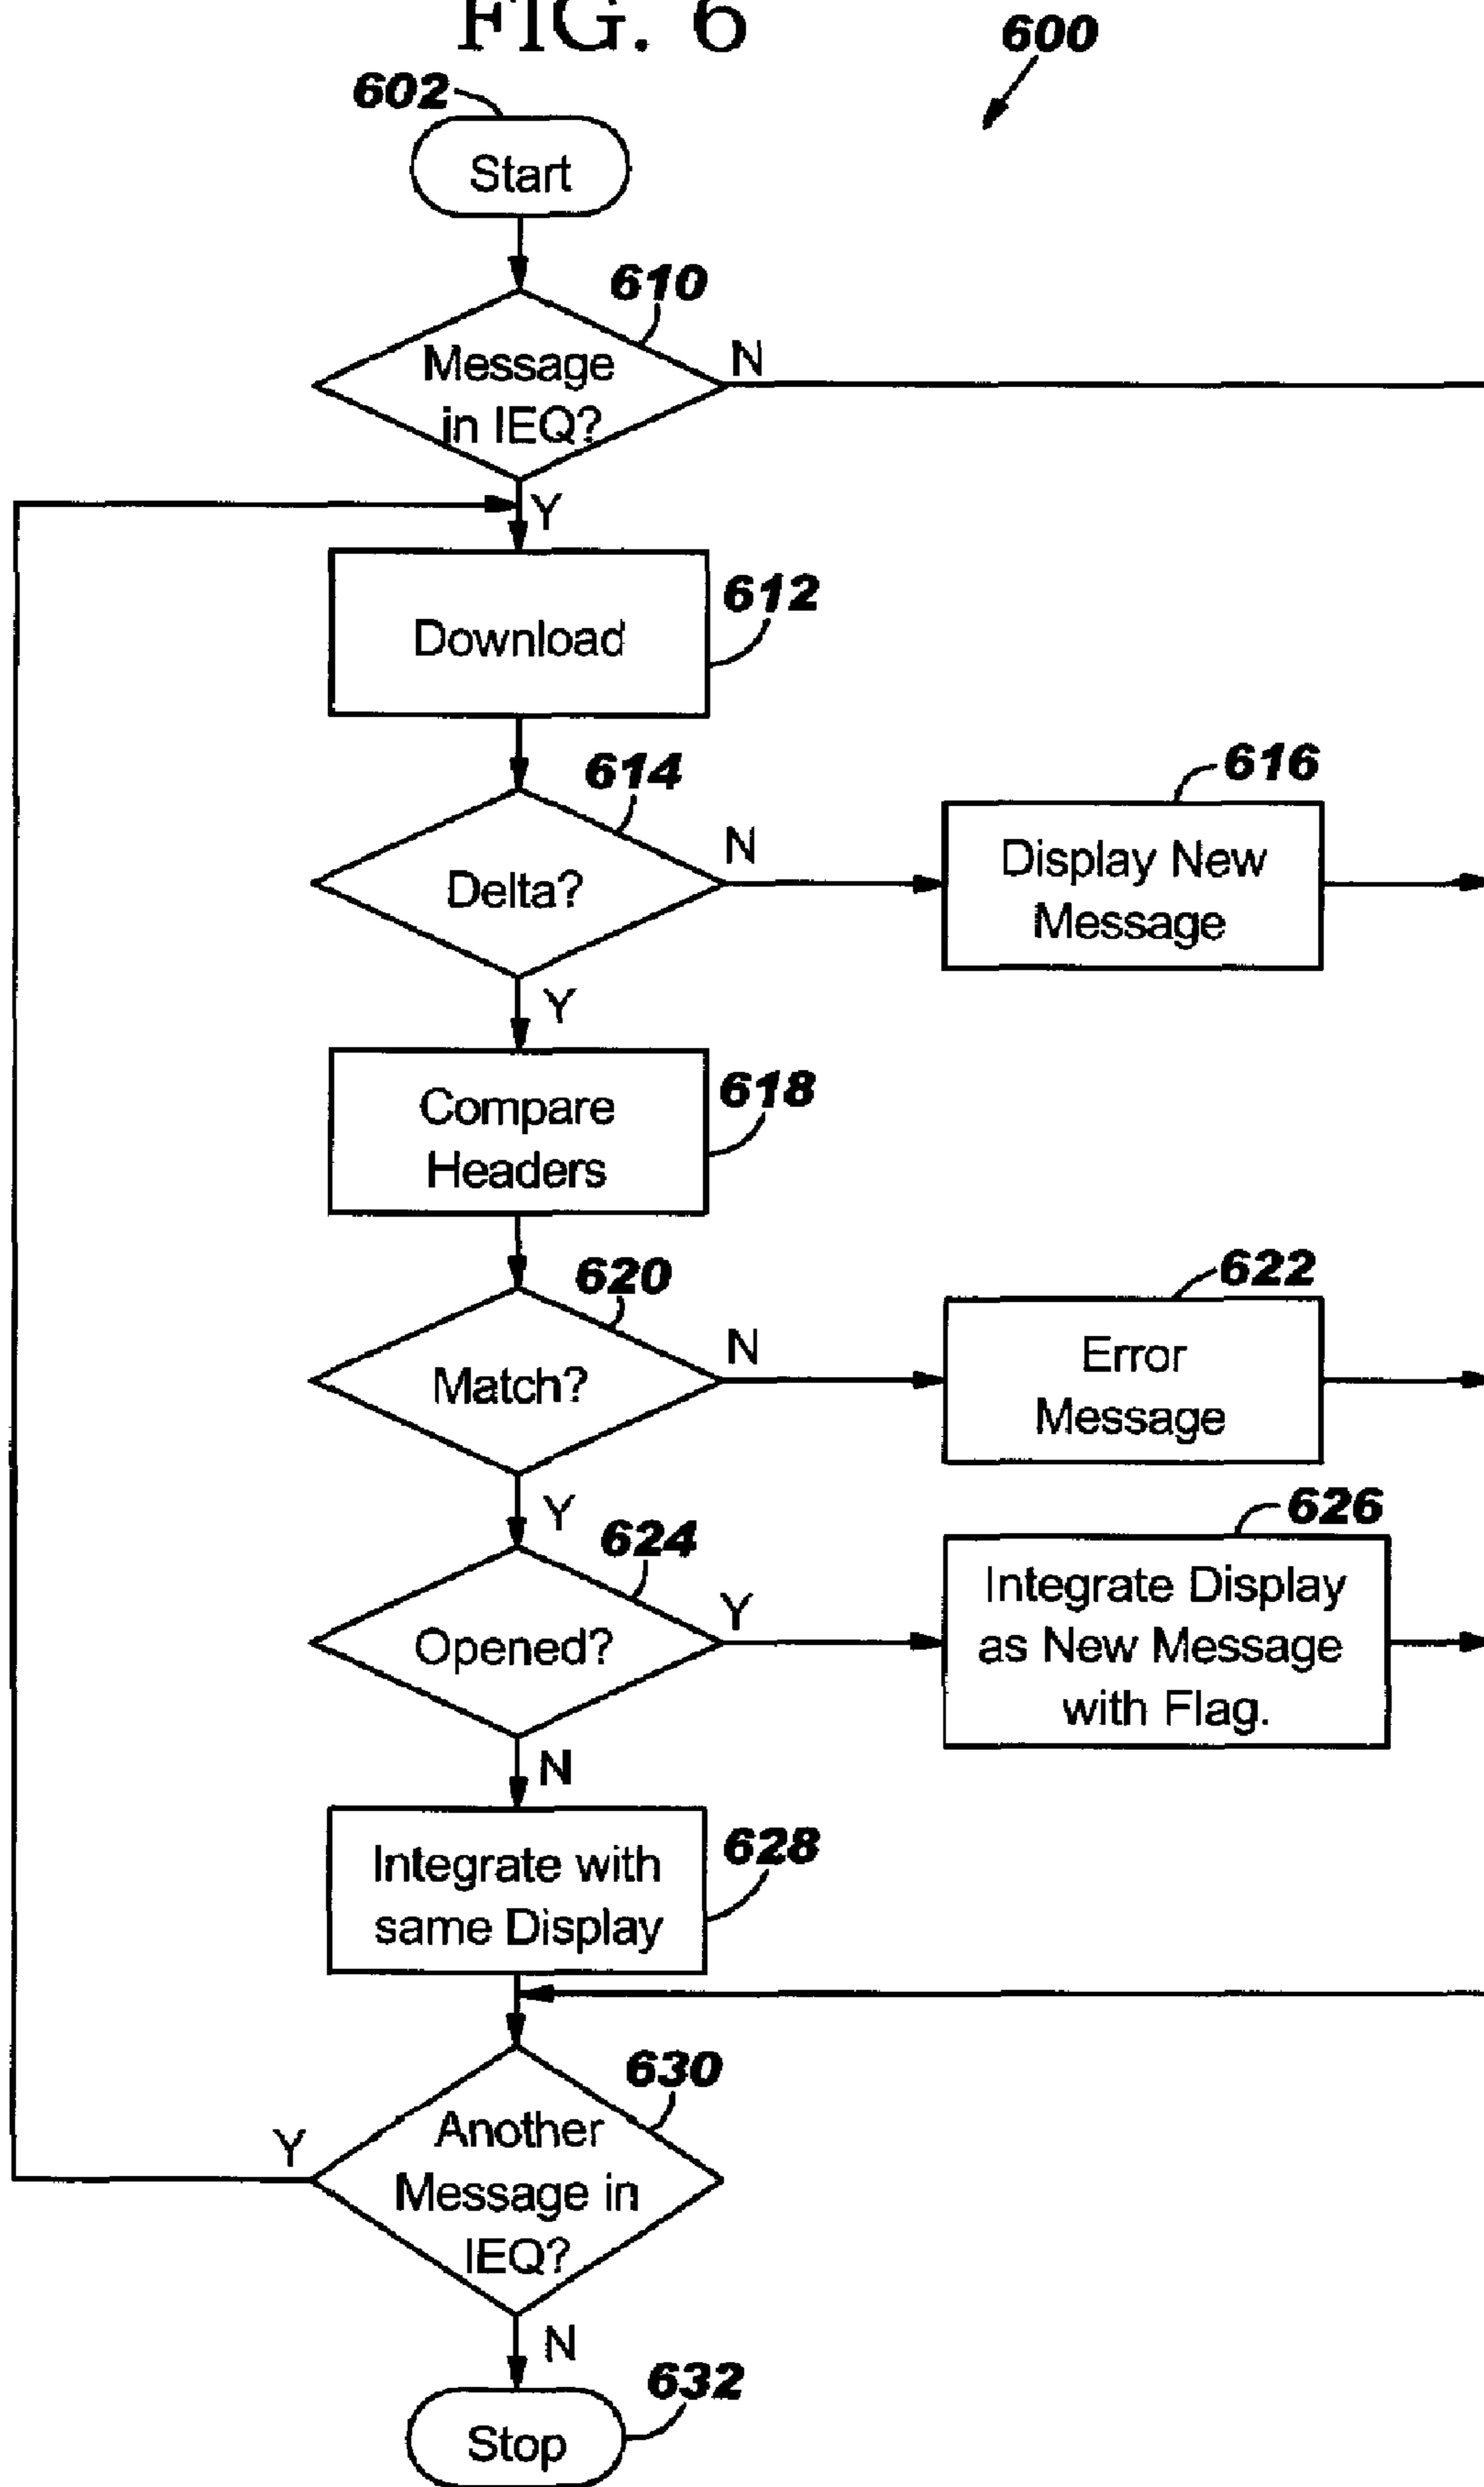 FIG. 6
600
602
Start
610
Message
in IEQ?
N
Y
Download
612
614
Delta?
N
616
Display New
Message
Y
Compare
Headers
618
620
Match?
N
622
Error
Message
Y
624
Opened?
Y
626
Integrate Display
as New Message
with Flag.
N
Integrate with
same Display
628
630
Another
Message in
IEQ?
Y
N
632
Stop